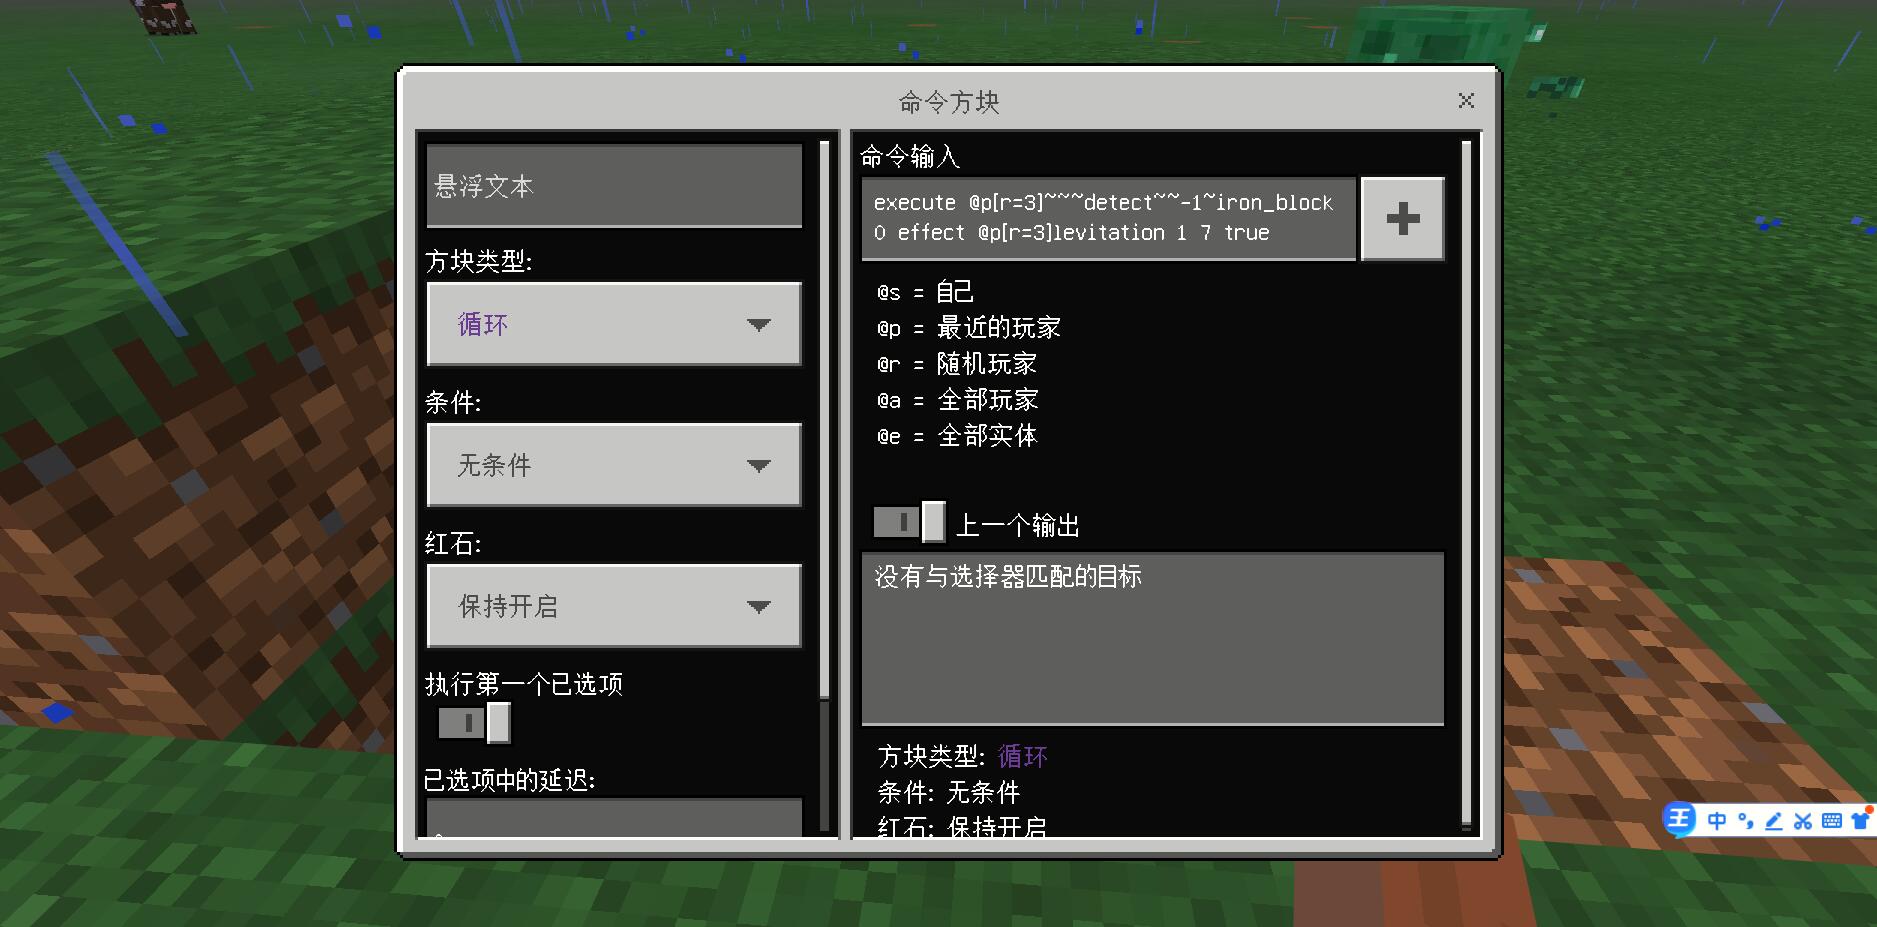 命令方块
悬浮文本
方块类型:
循环
条件:
无条件
红石:
保持开启
执行第一个已选项
已选项中的延迟:
命令输入
execute @p[r=3]~~~detect~~-1~iron_block
0 effect @p[r=3]levitation 1 7 true
@s = 自己
@p = 最近的玩家
@r = 随机玩家
@a = 全部玩家
@e = 全部实体
上一个输出
没有与选择器匹配的目标
方块类型: 循环
条件: 无条件
红石: 保持开启
王 中 °,